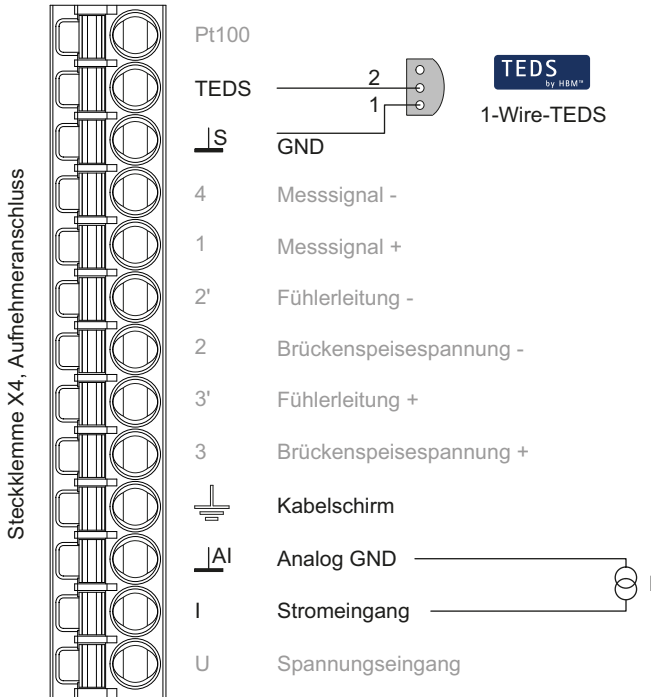 Steckklemme X4, Aufnehmeranschluss
Pt100
TEDS 2
1
TEDS
by HBM™
1-Wire-TEDS
S GND
4 Messsignal -
1 Messsignal +
2' Fühlerleitung -
2 Brückenspeisespannung -
3' Fühlerleitung +
3 Brückenspeisespannung +
Kabelschirm
AI Analog GND
I Stromeingang
U Spannungseingang